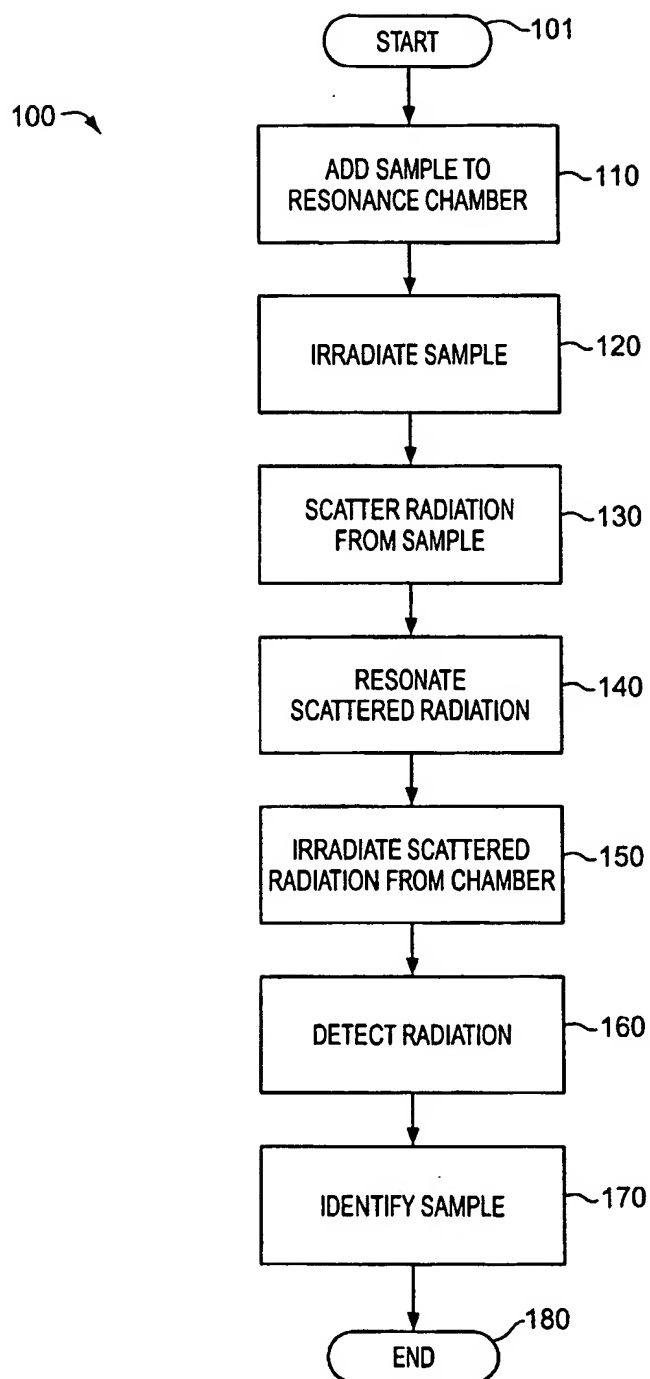 START
101
100
ADD SAMPLE TO
RESONANCE CHAMBER
110
IRRADIATE SAMPLE
120
SCATTER RADIATION
FROM SAMPLE
130
RESONATE
SCATTERED RADIATION
140
IRRADIATE SCATTERED
RADIATION FROM CHAMBER
150
DETECT RADIATION
160
IDENTIFY SAMPLE
170
END
180